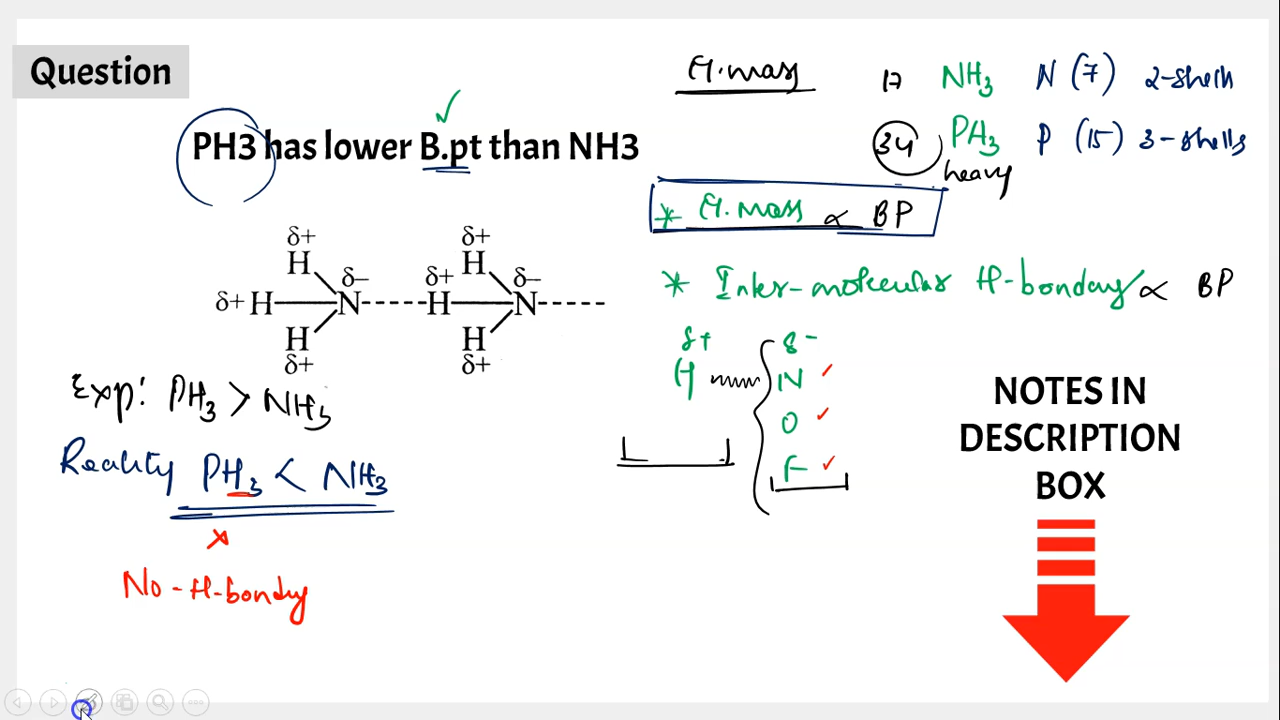 Question
PH3 has lower B.pt than NH3
M.mass
17 NH3 N (7) 2-shells
34 PH3 P (15) 3-shells
heavy
* M.mass ∝ BP
* Inter-molecular H-bonding ∝ BP
δ+ δ+
H H
δ- δ+ δ-
δ+ H N H N
H H
δ+ δ+
δ+ δ-
H N
O
F
Exp: PH3 > NH3
Reality PH3 < NH3
x
No-H-bonding
NOTES IN
DESCRIPTION
BOX